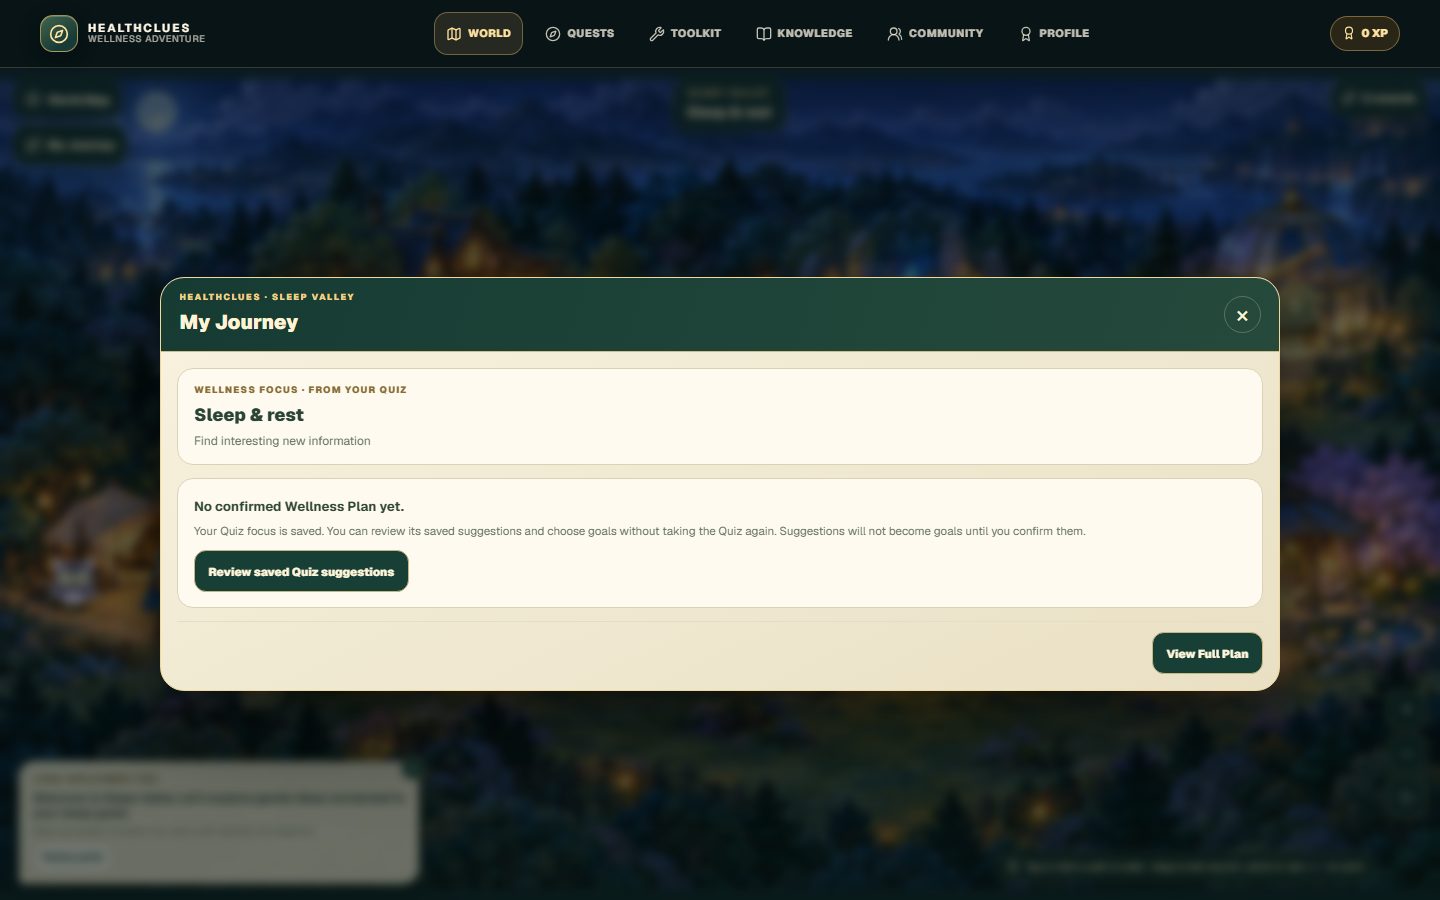 HEALTHCLUES
WELLNESS ADVENTURE
WORLD
QUESTS
TOOLKIT
KNOWLEDGE
COMMUNITY
PROFILE
0 XP
HEALTHCLUES · SLEEP VALLEY
My Journey
WELLNESS FOCUS · FROM YOUR QUIZ
Sleep & rest
Find interesting new information
No confirmed Wellness Plan yet.
Your Quiz focus is saved. You can review its saved suggestions and choose goals without taking the Quiz again. Suggestions will not become goals until you confirm them.
Review saved Quiz suggestions
View Full Plan